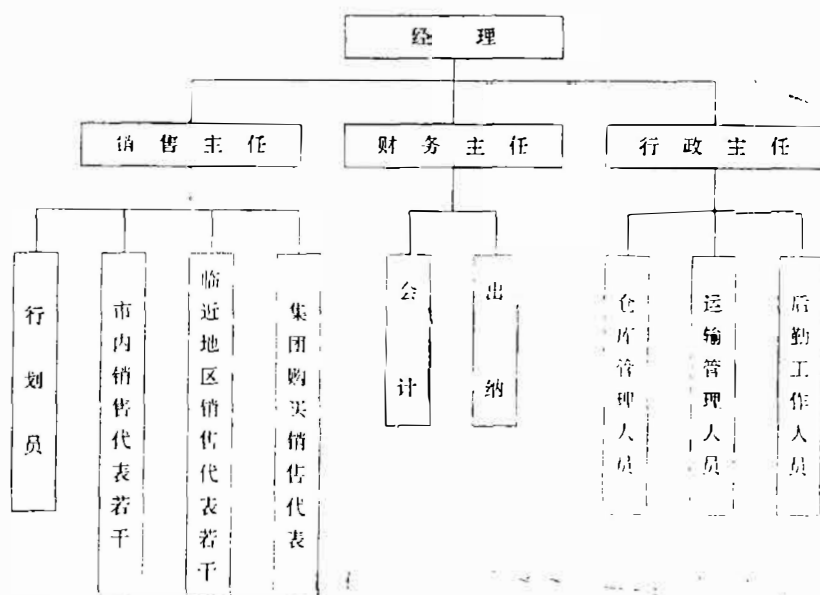 经理
销售主任
财务主任
行政主任
行划员
市内销售代表若干
临近地区销售代表若干
集团购买销售代表
会计
出纳
仓库管理人员
运输管理人员
后勤工作人员